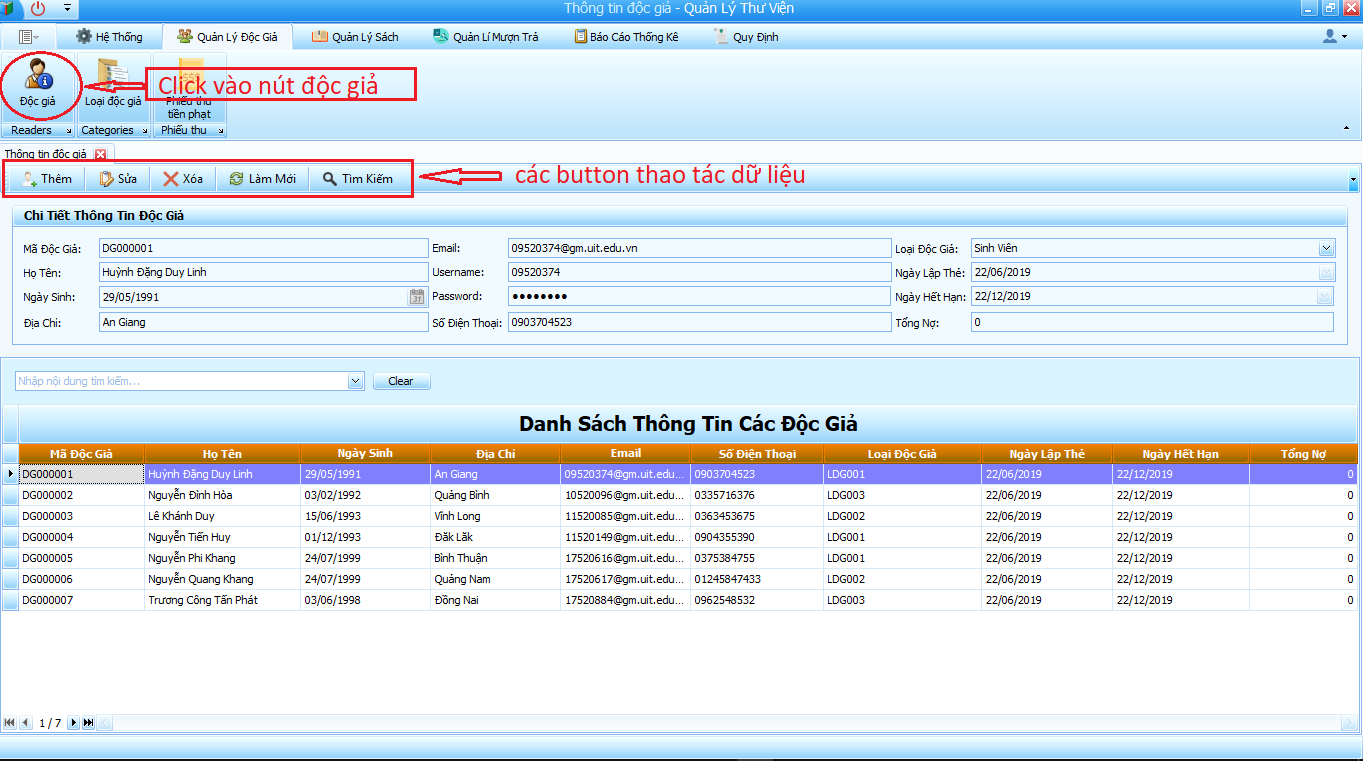 Thông tin độc giả - Quản Lý Thư Viện
Hệ Thống Quản Lý Độc Giả Quản Lý Sách Quản Lí Mượn Trả Báo Cáo Thống Kê Quy Định
Click vào nút độc giả
Độc giả Loại độc giả Phiếu thu
tiền phạt
Readers Categories Phiếu thu
Thông tin độc giả
Thêm Sửa Xóa Làm Mới Tìm Kiếm
các button thao tác dữ liệu
Chi Tiết Thông Tin Độc Giả
Mã Độc Giả: DG000001 Email: 09520374@gm.uit.edu.vn Loại Độc Giả: Sinh Viên
Họ Tên: Huỳnh Đặng Duy Linh Username: 09520374 Ngày Lập Thẻ: 22/06/2019
Ngày Sinh: 29/05/1991 31 Password: ●●●●●●●● Ngày Hết Hạn: 22/12/2019
Địa Chỉ: An Giang Số Điện Thoại: 0903704523 Tổng Nợ: 0
Nhập nội dung tìm kiếm... Clear
Danh Sách Thông Tin Các Độc Giả
Mã Độc Giả Họ Tên Ngày Sinh Địa Chỉ Email Số Điện Thoại Loại Độc Giả Ngày Lập Thẻ Ngày Hết Hạn Tổng Nợ
DG000001 Huỳnh Đặng Duy Linh 29/05/1991 An Giang 09520374@gm.uit.edu... 0903704523 LDG001 22/06/2019 22/12/2019 0
DG000002 Nguyễn Đình Hòa 03/02/1992 Quảng Bình 10520096@gm.uit.edu... 0335716376 LDG003 22/06/2019 22/12/2019 0
DG000003 Lê Khánh Duy 15/06/1993 Vĩnh Long 11520085@gm.uit.edu... 0363453675 LDG002 22/06/2019 22/12/2019 0
DG000004 Nguyễn Tiến Huy 01/12/1993 Đăk Lăk 11520149@gm.uit.edu... 0904355390 LDG001 22/06/2019 22/12/2019 0
DG000005 Nguyễn Phi Khang 24/07/1999 Bình Thuận 17520616@gm.uit.edu... 0375384755 LDG001 22/06/2019 22/12/2019 0
DG000006 Nguyễn Quang Khang 24/07/1999 Quảng Nam 17520617@gm.uit.edu... 01245847433 LDG002 22/06/2019 22/12/2019 0
DG000007 Trương Công Tấn Phát 03/06/1998 Đồng Nai 17520884@gm.uit.edu... 0962548532 LDG003 22/06/2019 22/12/2019 0
1 / 7